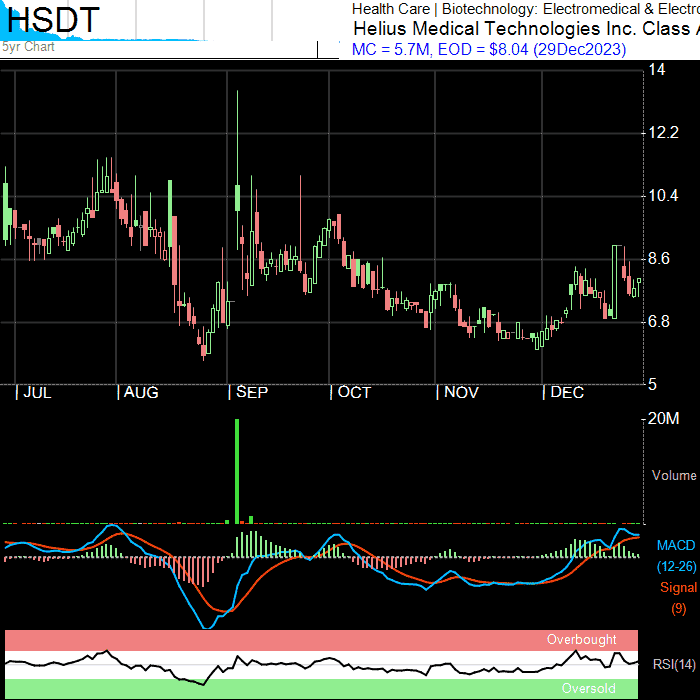 HSDT
5yr Chart
Health Care | Biotechnology: Electromedical & Electro
Helius Medical Technologies Inc. Class A
MC = 5.7M, EOD = $8.04 (29Dec2023)
14
12.2
10.4
8.6
6.8
5
JUL AUG SEP OCT NOV DEC
20M
Volume
MACD
(12-26)
Signal
(9)
Overbought
RSI(14)
Oversold